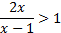 2x/(x − 1) > 1